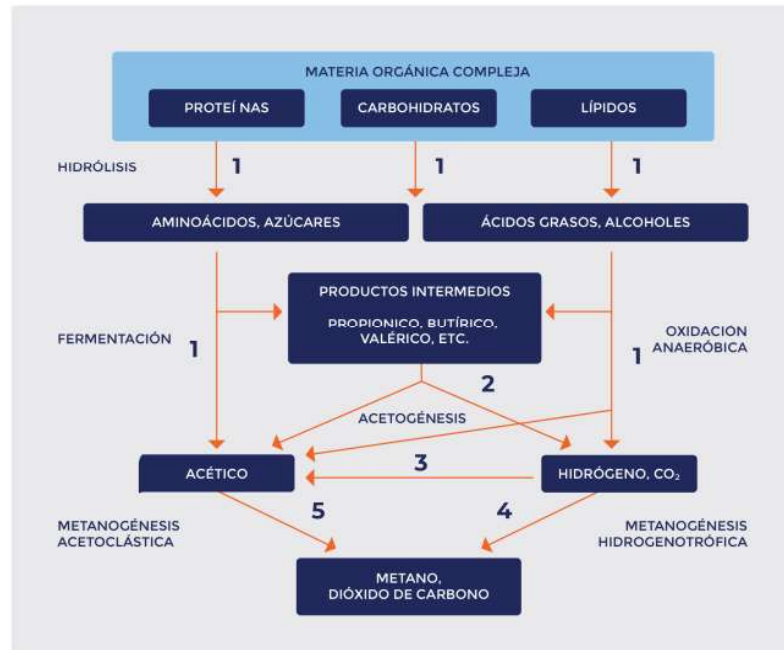 MATERIA ORGÁNICA COMPLEJA
PROTEÍ NAS
CARBOHIDRATOS
LÍPIDOS
HIDRÓLISIS
1
1
1
AMINOÁCIDOS, AZÚCARES
ÁCIDOS GRASOS, ALCOHOLES
PRODUCTOS INTERMEDIOS
PROPIONICO, BUTÍRICO,
VALÉRICO, ETC.
FERMENTACIÓN
1
1
OXIDACION
ANAERÓBICA
2
ACETOGÉNESIS
ACÉTICO
3
HIDRÓGENO, CO₂
METANOGÉNESIS
ACETOCLÁSTICA
5
4
METANOGÉNESIS
HIDROGENOTRÓFICA
METANO,
DIÓXIDO DE CARBONO